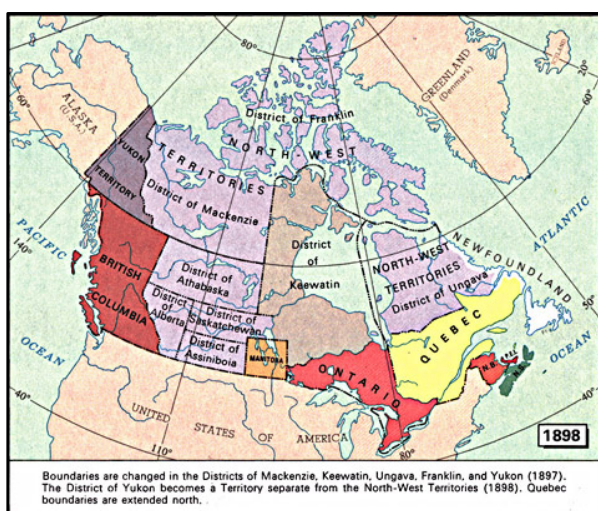 80°
20°
60°
GREENLAND
(Denmark)
ICELAND
60°
ALASKA
(U.S.A.)
District of Franklin
NORTH-WEST
TERRITORIES
YUKON
TERRITORY
District of Mackenzie
PACIFIC
ATLANTIC
140°
District
of
Keewatin
NORTH-WEST
TERRITORIES
District of Ungava
NEWFOUNDLAND
50°
BRITISH
COLUMBIA
District of
Athabaska
District
of
Alberta
District of
Saskatchewan
District of
Assiniboia
MANITOBA
QUEBEC
ONTARIO
N.B.
P.E.I.
N.S.
OCEAN
OCEAN
40°
40°
UNITED STATES OF AMERICA
110°
80°
1898
Boundaries are changed in the Districts of Mackenzie, Keewatin, Ungava, Franklin, and Yukon (1897).
The District of Yukon becomes a Territory separate from the North-West Territories (1898). Quebec
boundaries are extended north.